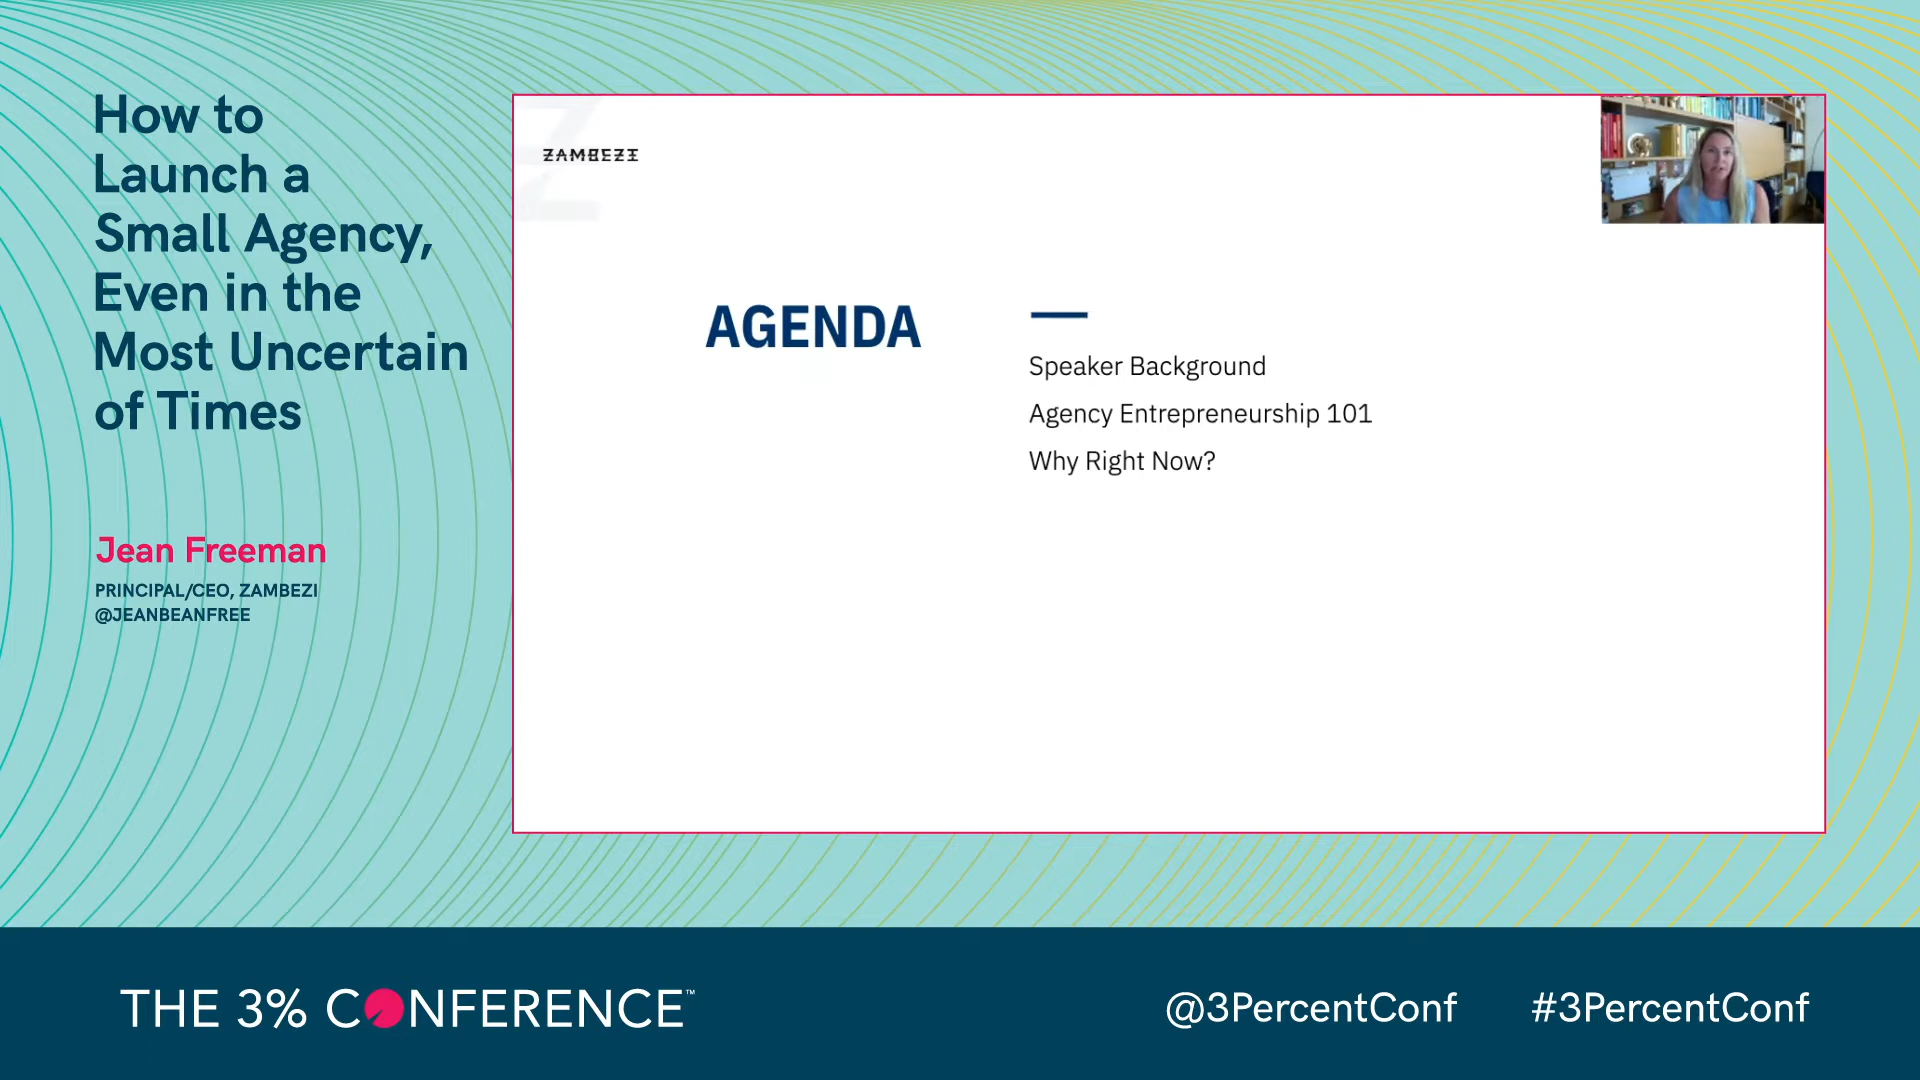 How to
Launch a
Small Agency,
Even in the
Most Uncertain
of Times
Jean Freeman
PRINCIPAL/CEO, ZAMBEZI
@JEANBEANFREE
ZAMBEZI
AGENDA
Speaker Background
Agency Entrepreneurship 101
Why Right Now?
THE 3% CONFERENCE™
@3PercentConf
#3PercentConf